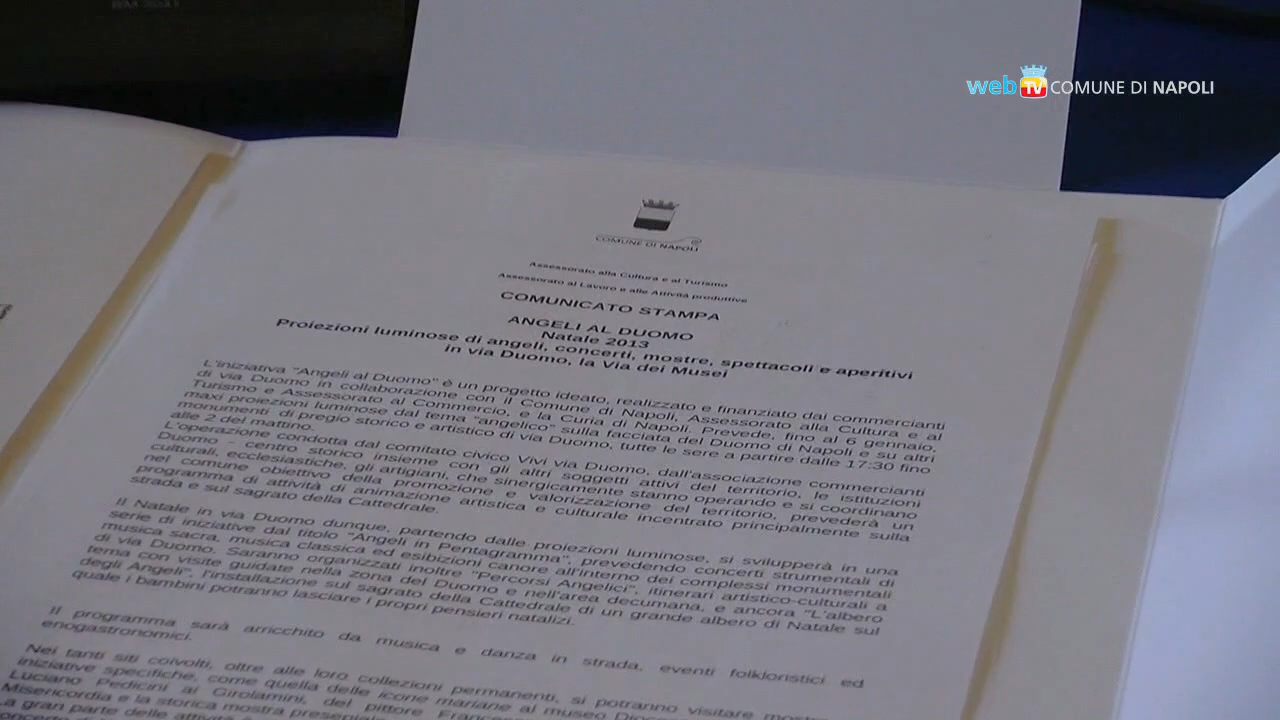 web TV COMUNE DI NAPOLI
COMUNE DI NAPOLI
Assessorato alla Cultura e al Turismo
Assessorato al Lavoro e alle Attività produttive
COMUNICATO STAMPA
ANGELI AL DUOMO
Natale 2013
Proiezioni luminose di angeli, concerti, mostre, spettacoli e aperitivi
in via Duomo, la Via dei Musei
L'iniziativa "Angeli al Duomo" è un progetto ideato, realizzato e finanziato dai commercianti
di via Duomo in collaborazione con il Comune di Napoli, Assessorato alla Cultura e al
Turismo e Assessorato al Commercio, e la Curia di Napoli. Prevede, fino al 6 gennaio,
maxi proiezioni luminose dal tema "angelico" sulla facciata del Duomo di Napoli e su altri
monumenti di pregio storico e artistico di via Duomo, tutte le sere a partire dalle 17:30 fino
alle 2 del mattino.
L'operazione condotta dal comitato civico Vivi via Duomo, dall'associazione commercianti
Duomo - centro storico insieme con gli altri soggetti attivi del territorio, le istituzioni
culturali, ecclesiastiche, gli artigiani, che sinergicamente stanno operando e si coordinano
nel comune obiettivo della promozione e valorizzazione del territorio, prevederà un
programma di attività di animazione artistica e culturale incentrato principalmente sulla
strada e sul sagrato della Cattedrale.
Il Natale in via Duomo dunque, partendo dalle proiezioni luminose, si svilupperà in una
serie di iniziative dal titolo "Angeli in Pentagramma", prevedendo concerti strumentali di
musica sacra, musica classica ed esibizioni canore all'interno dei complessi monumentali
di via Duomo. Saranno organizzati inoltre "Percorsi Angelici", itinerari artistico-culturali a
tema con visite guidate nella zona del Duomo e nell'area decumana, e ancora "L'albero
degli Angeli", l'installazione sul sagrato della Cattedrale di un grande albero di Natale sul
quale i bambini potranno lasciare i propri pensieri natalizi.
Il programma sarà arricchito da musica e danza in strada, eventi folkloristici ed
enogastronomici.
Nei tanti siti coivolti, oltre alle loro collezioni permanenti, si potranno visitare mostre
iniziative specifiche, come quella delle icone mariane al museo
Luciano Pedicini ai Girolamini, del pittore
Misericordia e la storica mostra
a gran parte delle attività